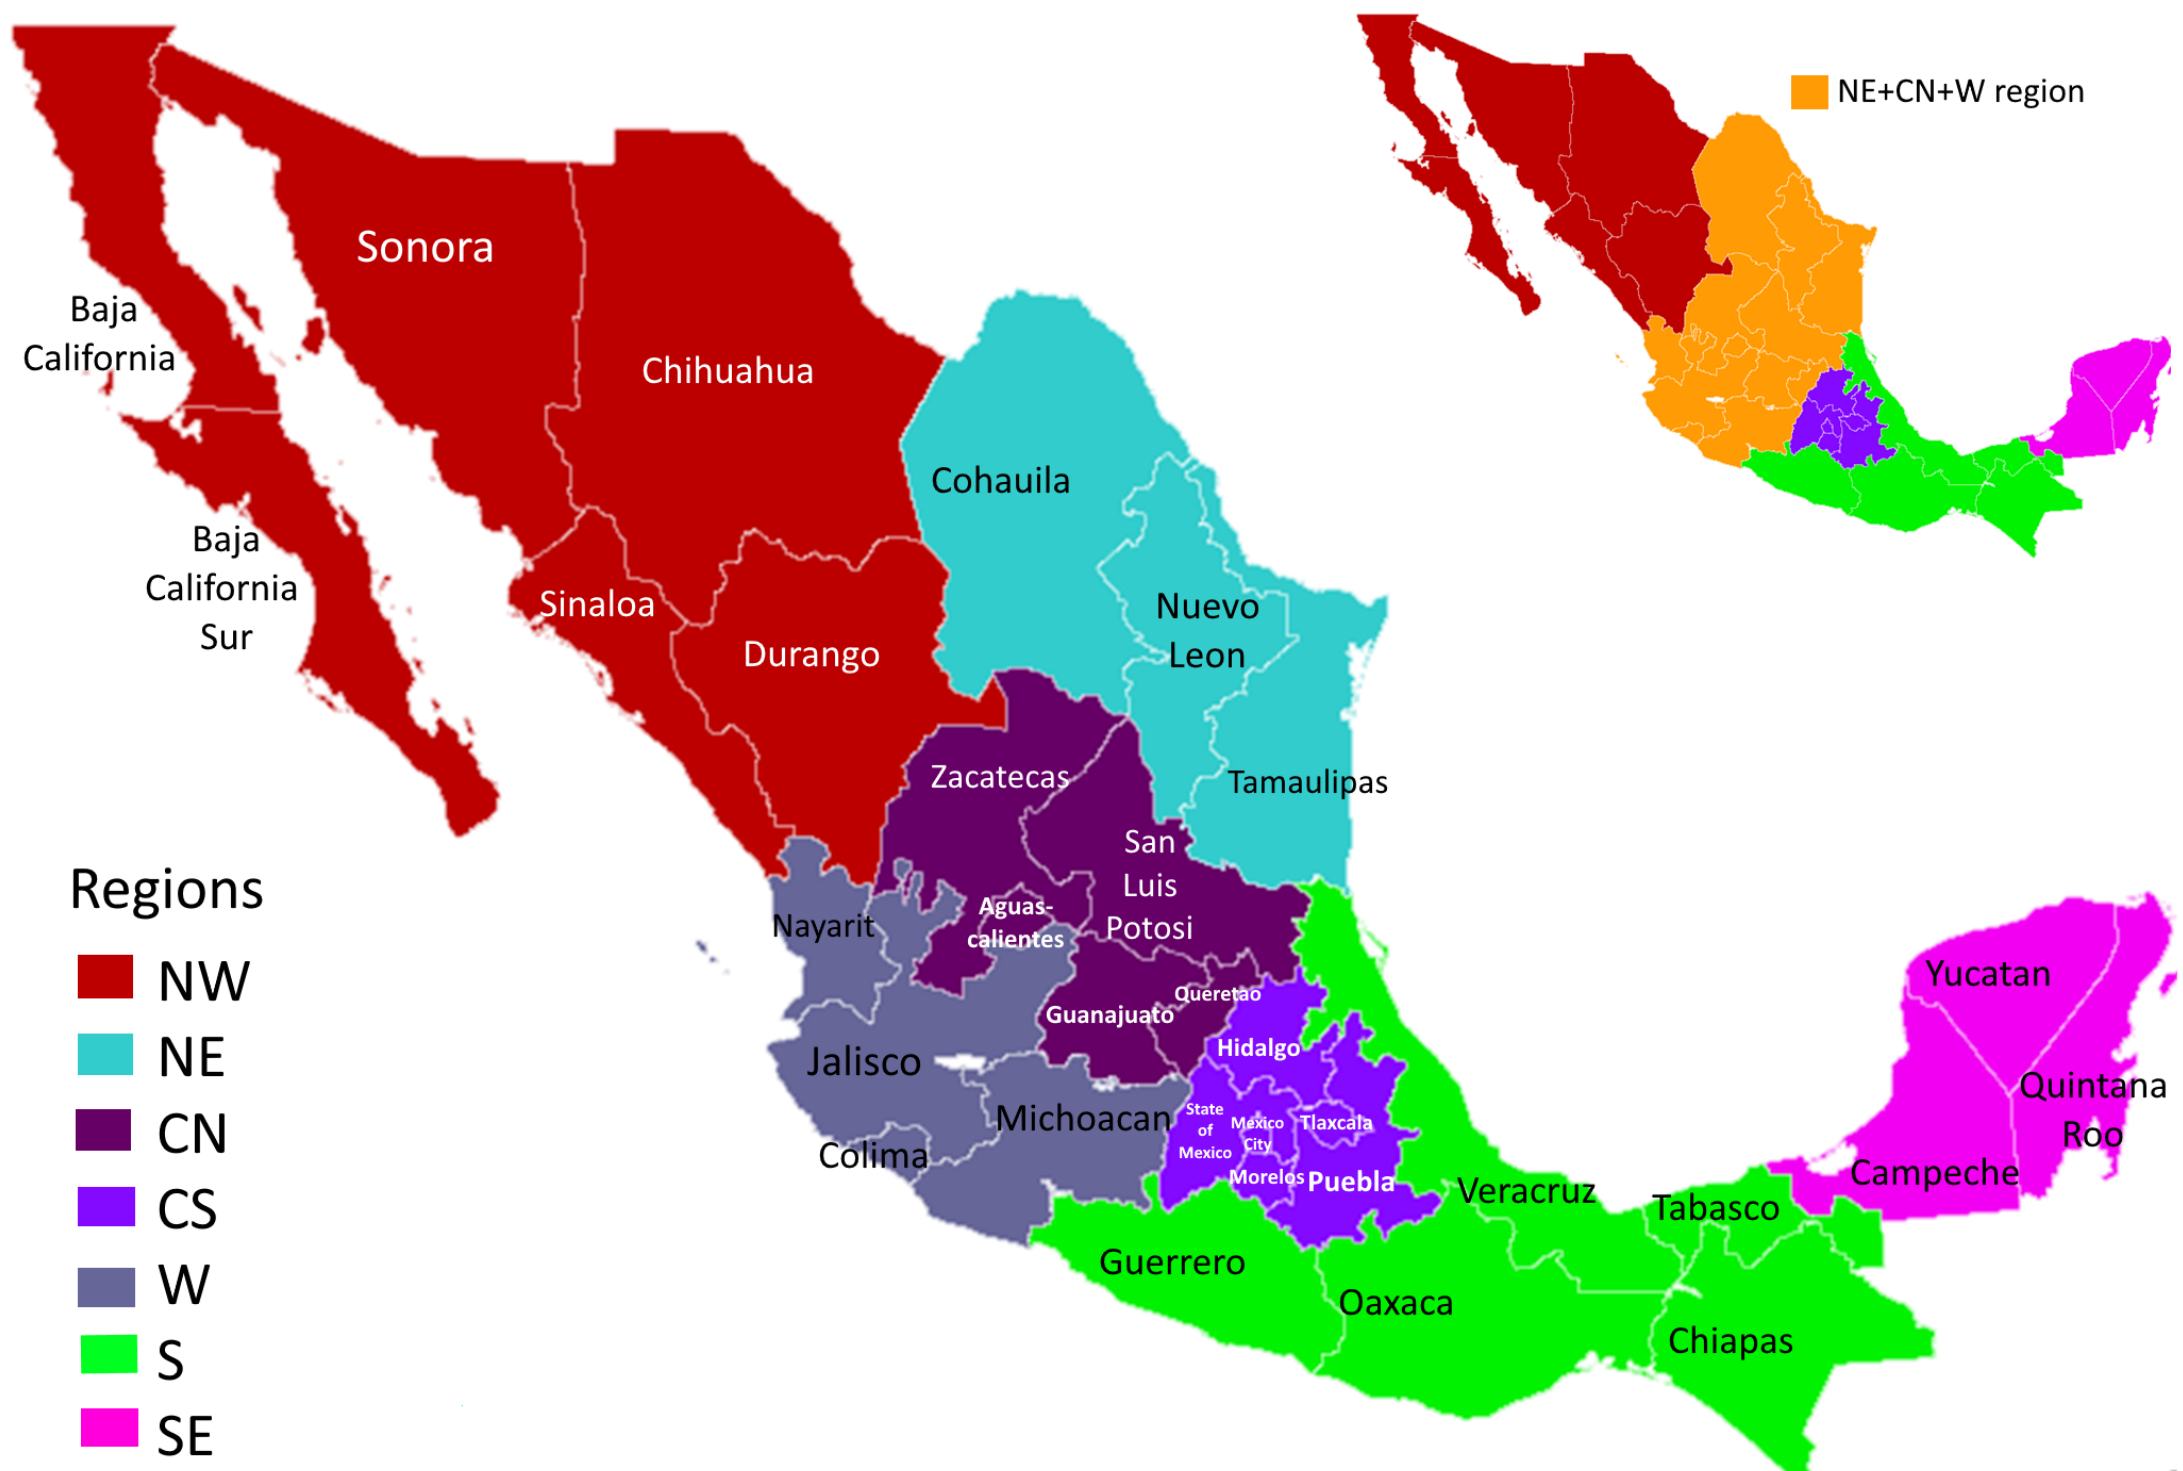 NE+CN+W region
Sonora
Baja
California
Chihuahua
Cohauila
Baja
California
Sur
Sinaloa
Durango
Nuevo
Leon
Zacatecas
Tamaulipas
San
Luis
Potosi
Nayarit
Aguas-
calientes
Queretao
Guanajuato
Hidalgo
Jalisco
Michoacan
State
of
Mexico
Mexico
City
Tlaxcala
Morelos
Puebla
Colima
Veracruz
Guerrero
Oaxaca
Tabasco
Chiapas
Yucatan
Quintana
Roo
Campeche
Regions
NW
NE
CN
CS
W
S
SE